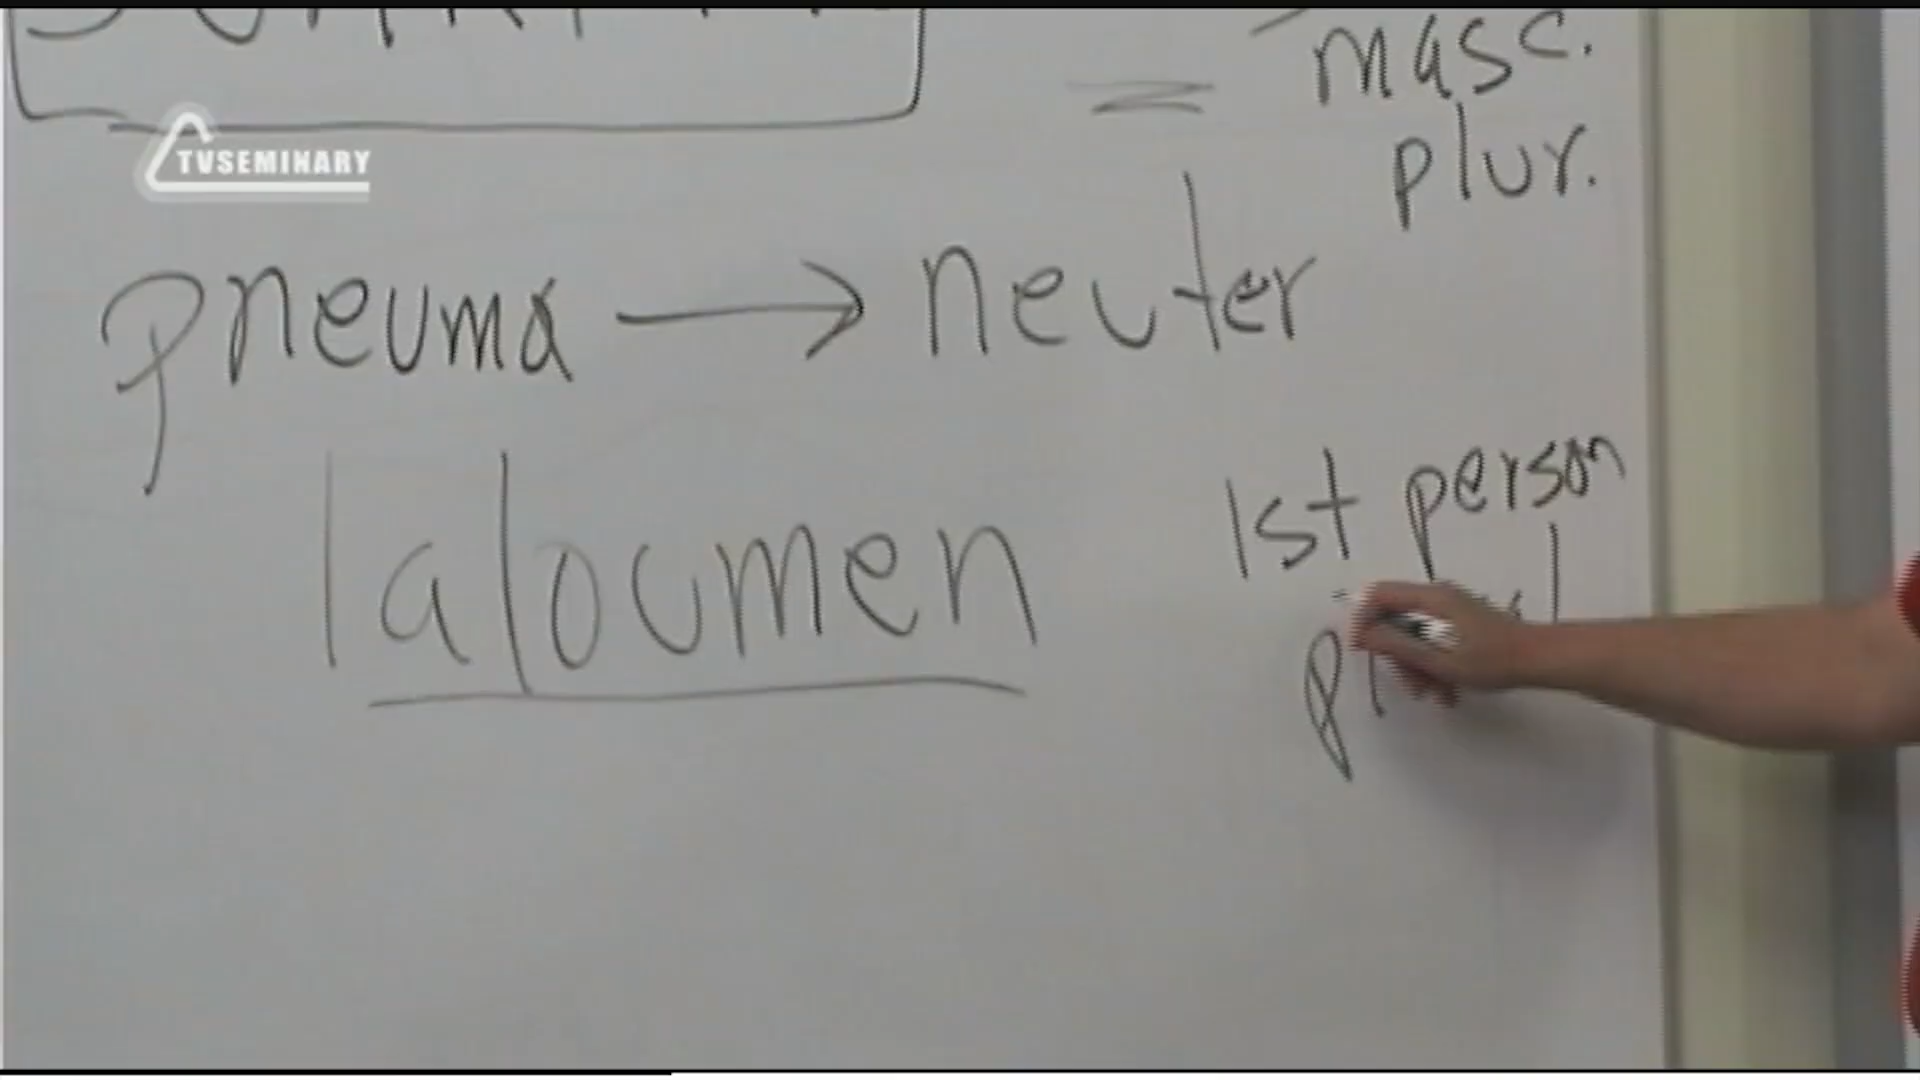 masc.
plur.
TVSEMINARY
pneuma → neuter
laloumen
1st person